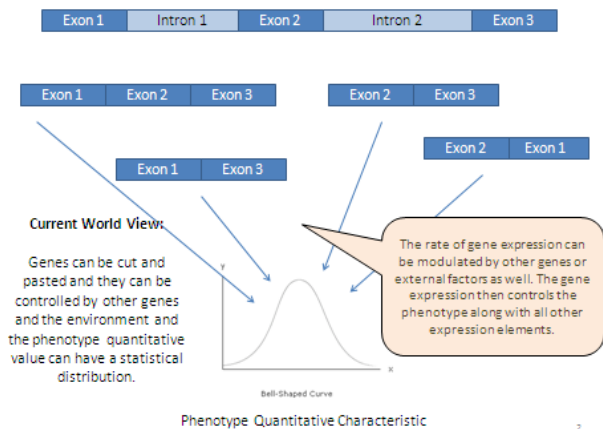 Exon 1 Intron 1 Exon 2 Intron 2 Exon 3
Exon 1 Exon 2 Exon 3
Exon 2 Exon 3
Exon 2 Exon 1
Exon 1 Exon 3
Current World View:
Genes can be cut and
pasted and they can be
controlled by other genes
and the environment and
the phenotype quantitative
value can have a statistical
distribution.
The rate of gene expression can
be modulated by other genes or
external factors as well. The gene
expression then controls the
phenotype along with all other
expression elements.
y
x
Bell-Shaped Curve
Phenotype Quantitative Characteristic